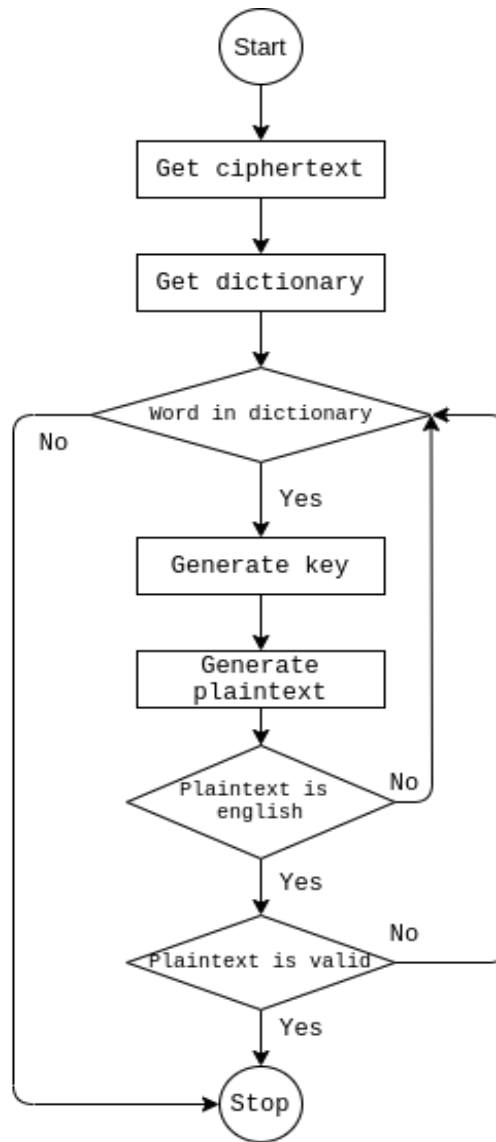 Start
Get ciphertext
Get dictionary
Word in dictionary
No
Yes
Generate key
Generate
plaintext
Plaintext is
english
No
Yes
No
Plaintext is valid
Yes
Stop